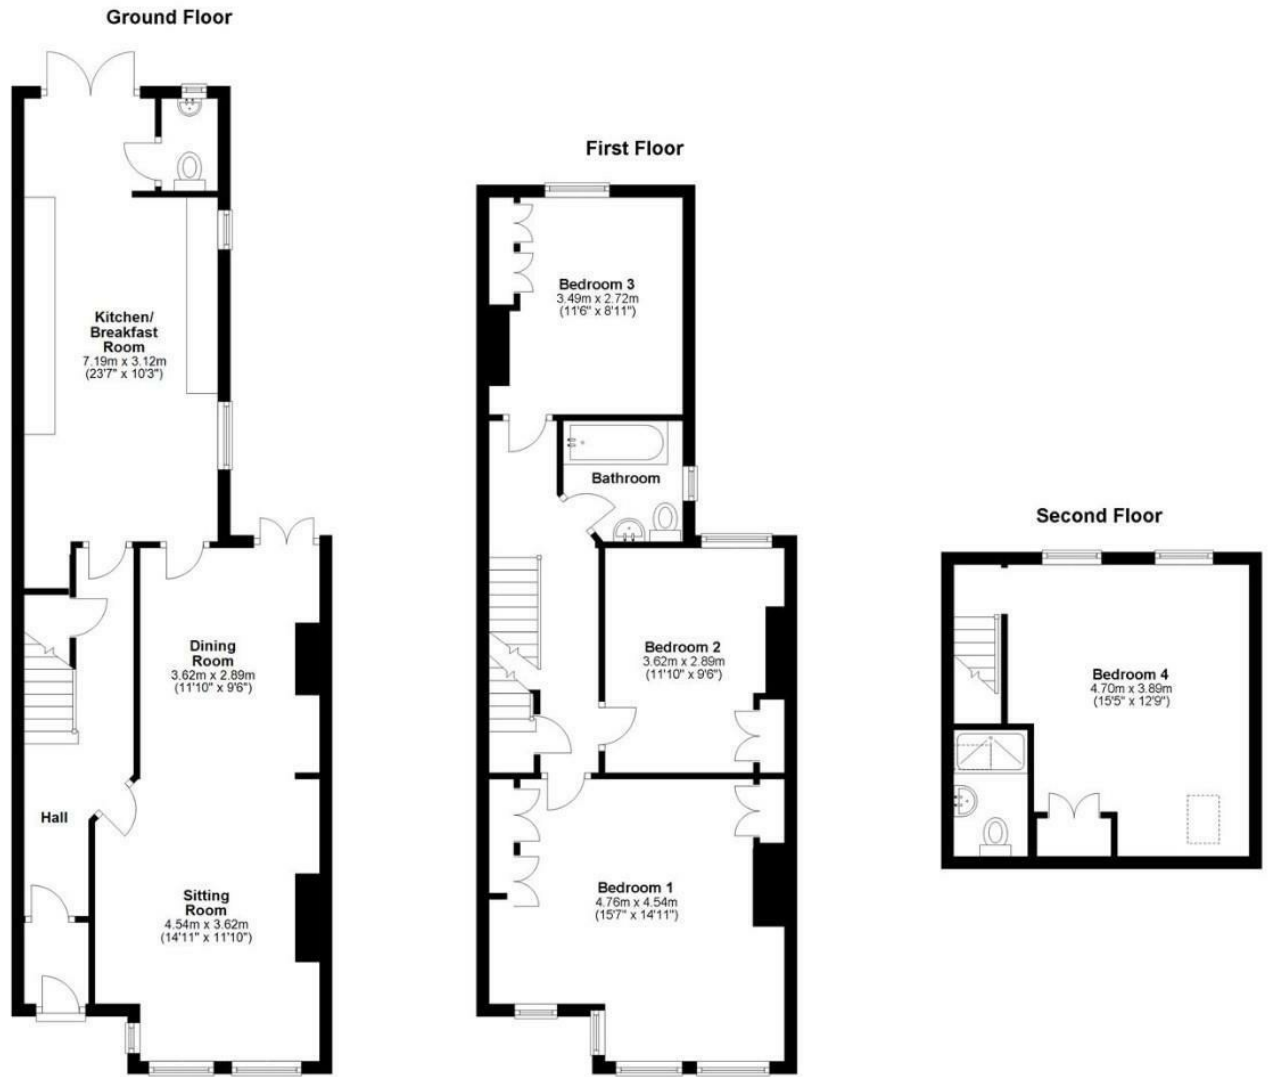 Ground Floor
Kitchen/
Breakfast
Room
7.19m x 3.12m
(23'7" x 10'3")
Dining
Room
3.62m x 2.89m
(11'10" x 9'6")
Hall
Sitting
Room
4.54m x 3.62m
(14'11" x 11'10")
First Floor
Bedroom 3
3.49m x 2.72m
(11'6" x 8'11")
Bathroom
Bedroom 2
3.62m x 2.89m
(11'10" x 9'6")
Bedroom 1
4.76m x 4.54m
(15'7" x 14'11")
Second Floor
Bedroom 4
4.70m x 3.89m
(15'5" x 12'9")